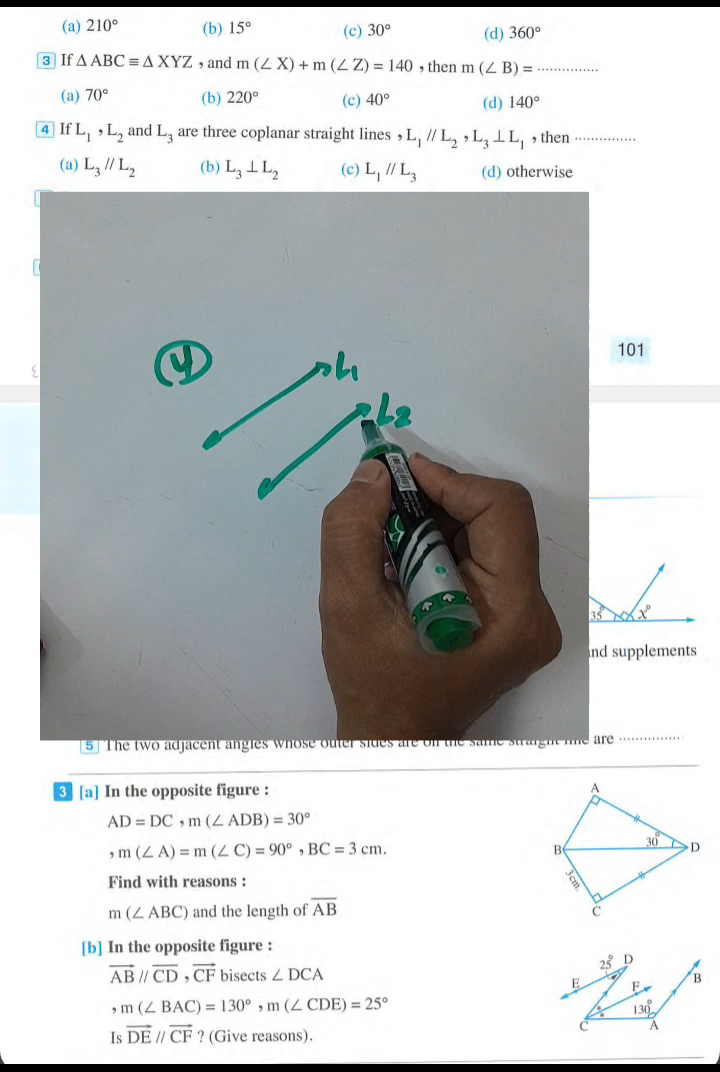 (a) 210° (b) 15° (c) 30° (d) 360°
3 If Δ ABC ≡ Δ XYZ , and m (∠ X) + m (∠ Z) = 140 , then m (∠ B) = ...............
(a) 70° (b) 220° (c) 40° (d) 140°
4 If L₁ , L₂ and L₃ are three coplanar straight lines , L₁ // L₂ , L₃ ⊥ L₁ , then ...............
(a) L₃ // L₂ (b) L₃ ⊥ L₂ (c) L₁ // L₃ (d) otherwise
101
4
L1
L2
35° x°
and supplements
5 The two adjacent angles whose outer sides are on the same straight line are ...............
3 [a] In the opposite figure :
AD = DC , m (∠ ADB) = 30°
, m (∠ A) = m (∠ C) = 90° , BC = 3 cm.
Find with reasons :
m (∠ ABC) and the length of A̅B̅
A
30°
B
D
3 cm.
C
[b] In the opposite figure :
AB // CD , CF bisects ∠ DCA
, m (∠ BAC) = 130° , m (∠ CDE) = 25°
Is DE // CF ? (Give reasons).
25° D
E
F
B
130°
C
A